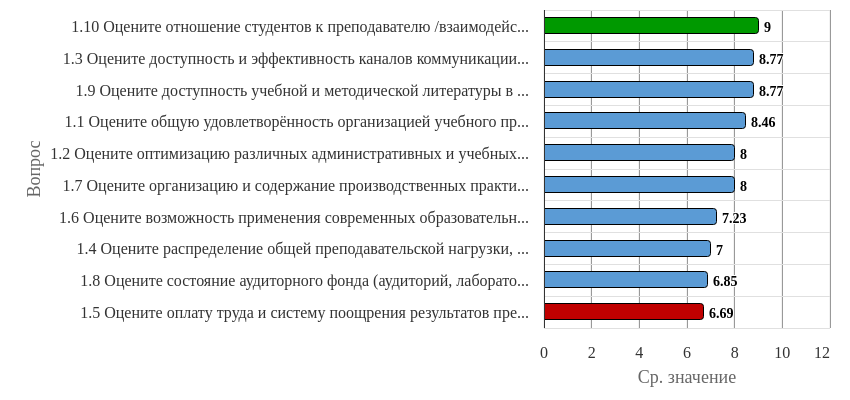 1.10 Оцените отношение студентов к преподавателю /взаимодейс... 9
1.3 Оцените доступность и эффективность каналов коммуникации... 8.77
1.9 Оцените доступность учебной и методической литературы в ... 8.77
1.1 Оцените общую удовлетворённость организацией учебного пр... 8.46
1.2 Оцените оптимизацию различных административных и учебных... 8
1.7 Оцените организацию и содержание производственных практи... 8
1.6 Оцените возможность применения современных образовательн... 7.23
1.4 Оцените распределение общей преподавательской нагрузки, ... 7
1.8 Оцените состояние аудиторного фонда (аудиторий, лаборато... 6.85
1.5 Оцените оплату труда и систему поощрения результатов пре... 6.69
Вопрос
0 2 4 6 8 10 12
Ср. значение